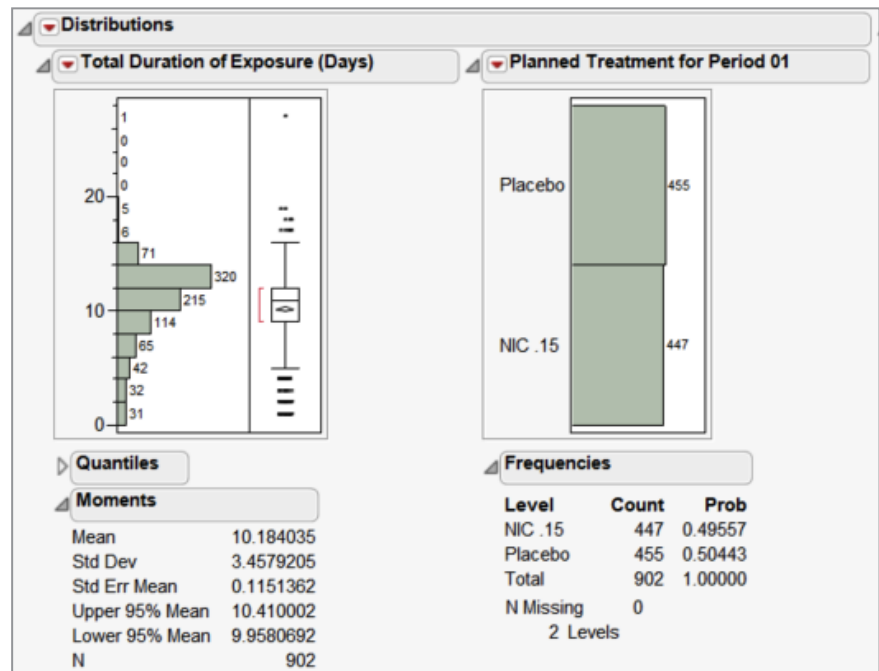 Distributions
Total Duration of Exposure (Days)
1
0
0
0
20
5
6
71
320
215
10
114
65
42
32
0
31
Quantiles
Moments
Mean 10.184035
Std Dev 3.4579205
Std Err Mean 0.1151362
Upper 95% Mean 10.410002
Lower 95% Mean 9.9580692
N 902
Planned Treatment for Period 01
Placebo 455
NIC .15 447
Frequencies
Level Count Prob
NIC .15 447 0.49557
Placebo 455 0.50443
Total 902 1.00000
N Missing 0
2 Levels